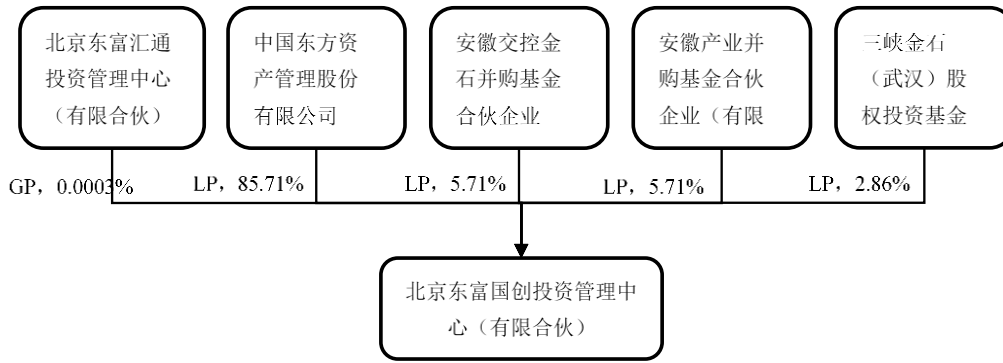 北京东富汇通
投资管理中心
（有限合伙）
中国东方资
产管理股份
有限公司
安徽交控金
石并购基金
合伙企业
安徽产业并
购基金合伙
企业（有限
三峡金石
（武汉）股
权投资基金
GP，0.0003%
LP，85.71%
LP，5.71%
LP，5.71%
LP，2.86%
北京东富国创投资管理中
心（有限合伙）